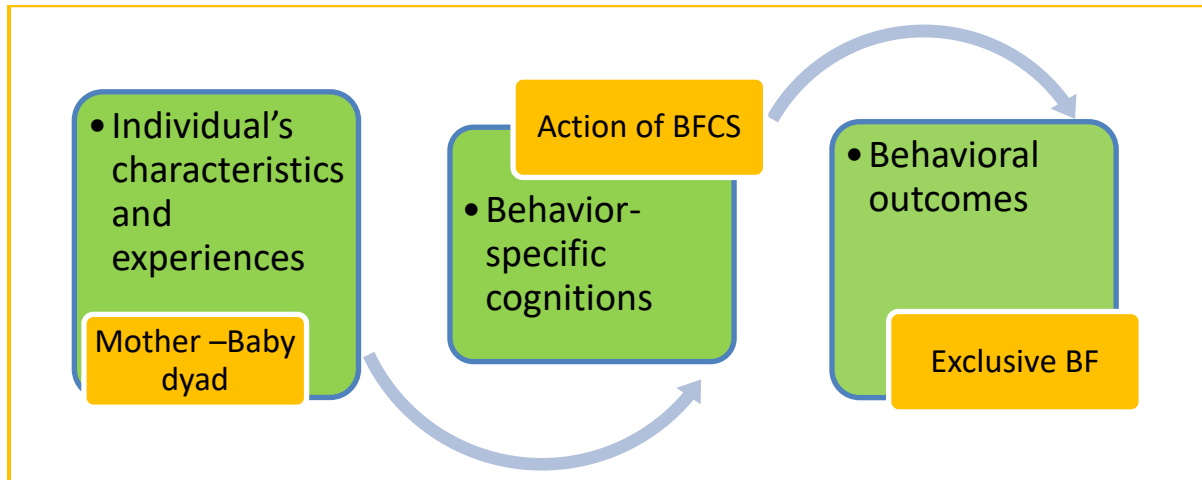 • Individual's
characteristics
and
experiences
Mother –Baby
dyad
Action of BFCS
• Behavior-
specific
cognitions
• Behavioral
outcomes
Exclusive BF